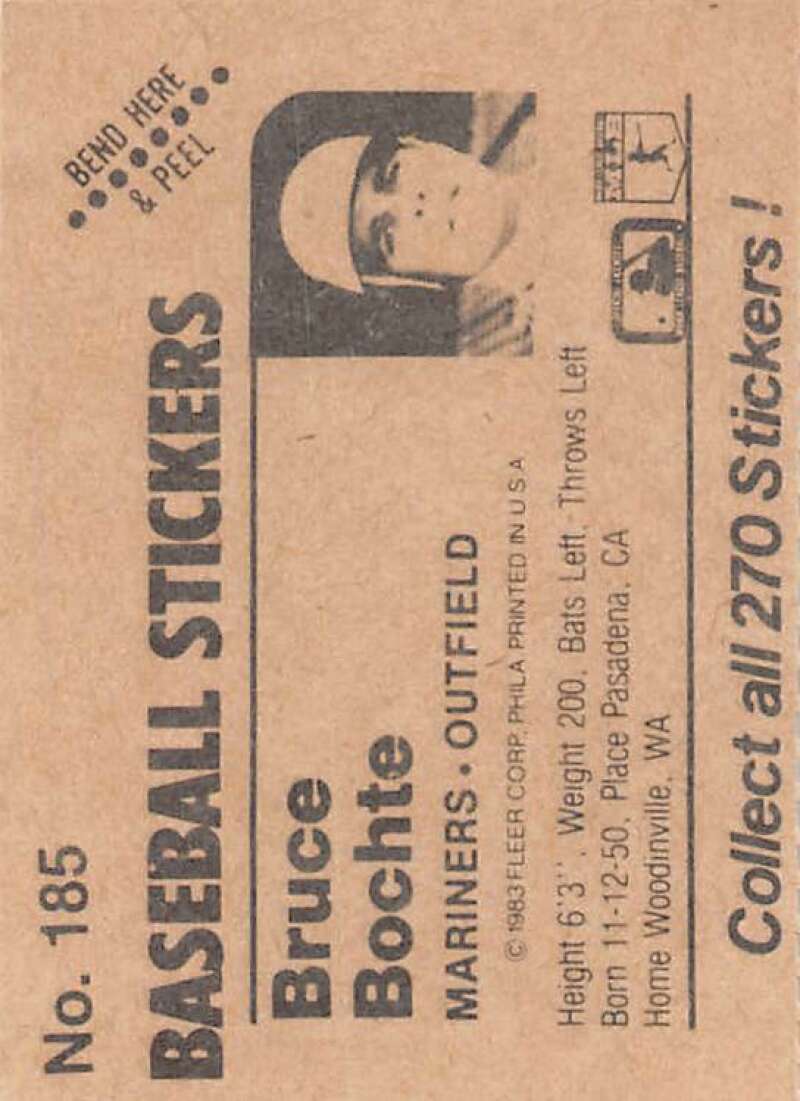 No. 185
BEND HERE
& PEEL
BASEBALL STICKERS
Bruce
Bochte
MARINERS • OUTFIELD
© 1983 FLEER CORP. PHILA PRINTED IN U S A
Height 6'3'', Weight 200, Bats Left, Throws Left
Born 11-12-50, Place Pasadena, CA
Home Woodinville, WA
Collect all 270 Stickers!